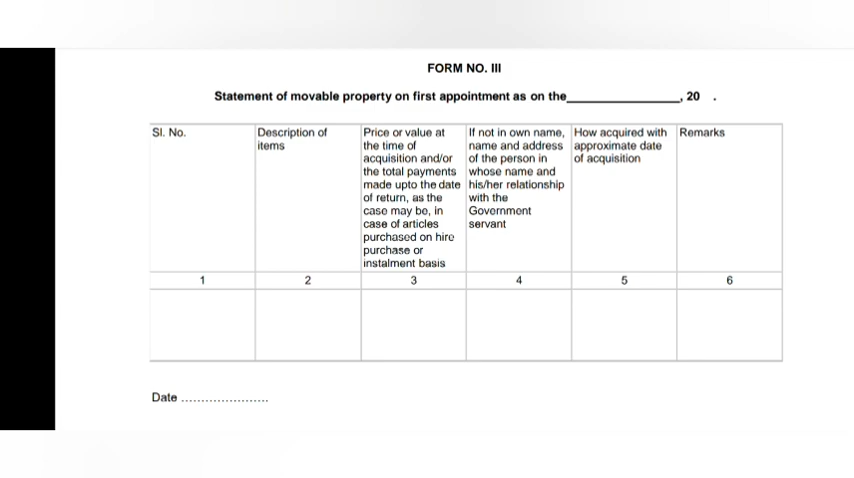 FORM NO. III
Statement of movable property on first appointment as on the_________________, 20 .
Sl. No.
Description of
items
Price or value at
the time of
acquisition and/or
the total payments
made upto the date
of return, as the
case may be, in
case of articles
purchased on hire
purchase or
instalment basis
If not in own name,
name and address
of the person in
whose name and
his/her relationship
with the
Government
servant
How acquired with
approximate date
of acquisition
Remarks
1 2 3 4 5 6
Date ......................